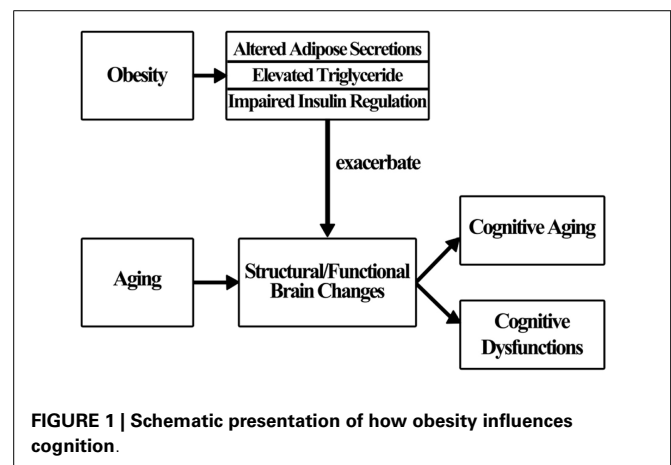 Obesity
Altered Adipose Secretions
Elevated Triglyceride
Impaired Insulin Regulation
exacerbate
Aging
Structural/Functional
Brain Changes
Cognitive Aging
Cognitive
Dysfunctions
FIGURE 1 | Schematic presentation of how obesity influences
cognition.